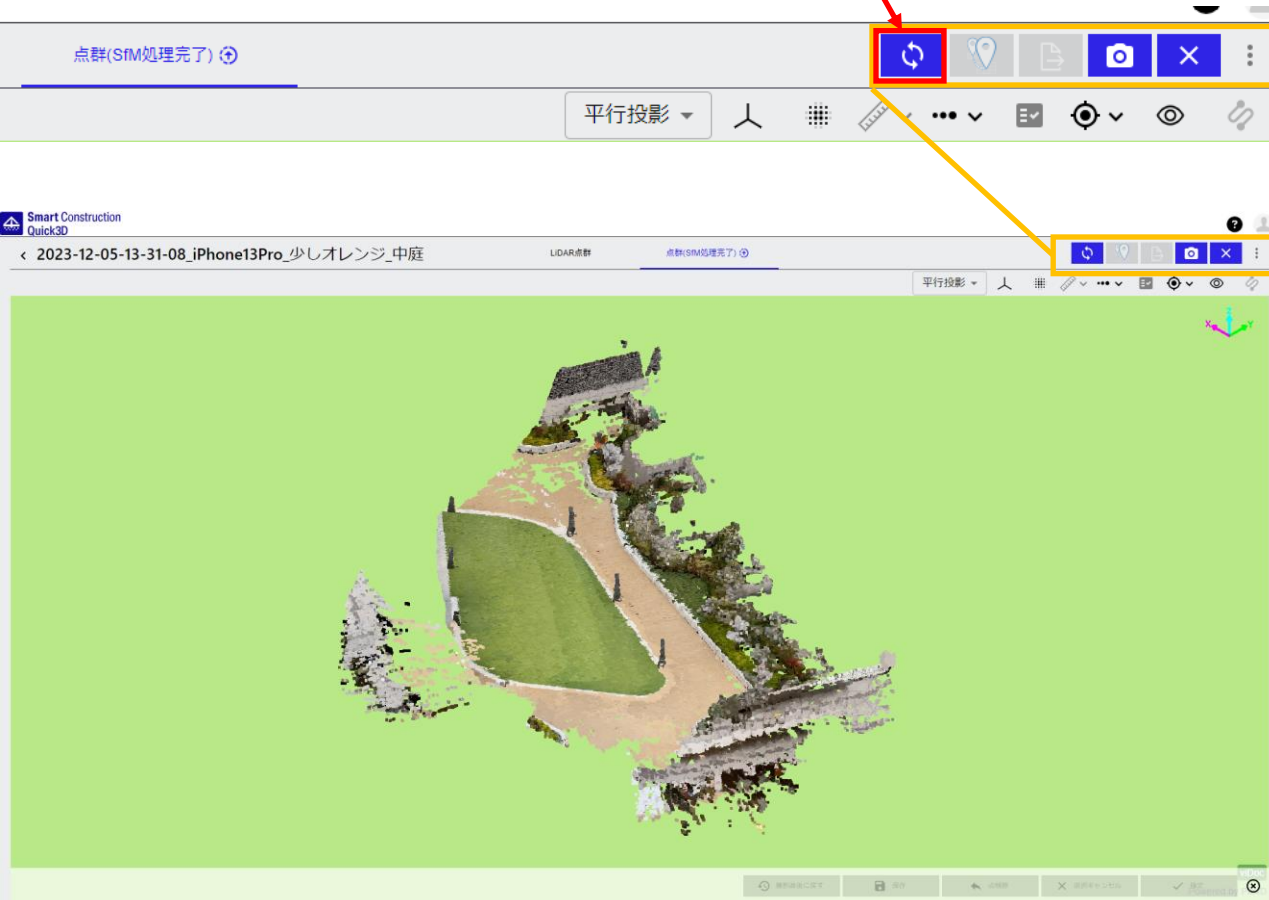 点群(SfM処理完了)
平行投影
Smart Construction
Quick3D
2023-12-05-13-31-08_iPhone13Pro_少しオレンジ_中庭
LiDAR点群
点群(SfM処理完了)
平行投影
Z
X
Y
保存